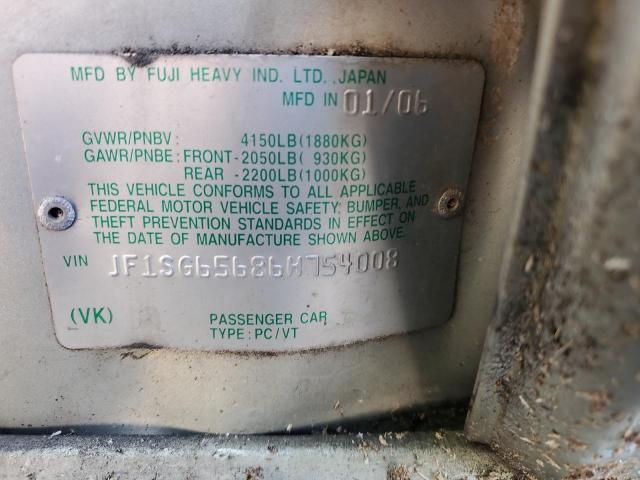 MFD BY FUJI HEAVY IND. LTD., JAPAN
MFD IN 01/06
GVWR/PNBV : 4150LB(1880KG)
GAWR/PNBE : FRONT-2050LB( 930KG)
REAR -2200LB(1000KG)
THIS VEHICLE CONFORMS TO ALL APPLICABLE
FEDERAL MOTOR VEHICLE SAFETY, BUMPER, AND
THEFT PREVENTION STANDARDS IN EFFECT ON
THE DATE OF MANUFACTURE SHOWN ABOVE.
VIN JF1SG65686H754008
(VK) PASSENGER CAR
TYPE: PC/VT